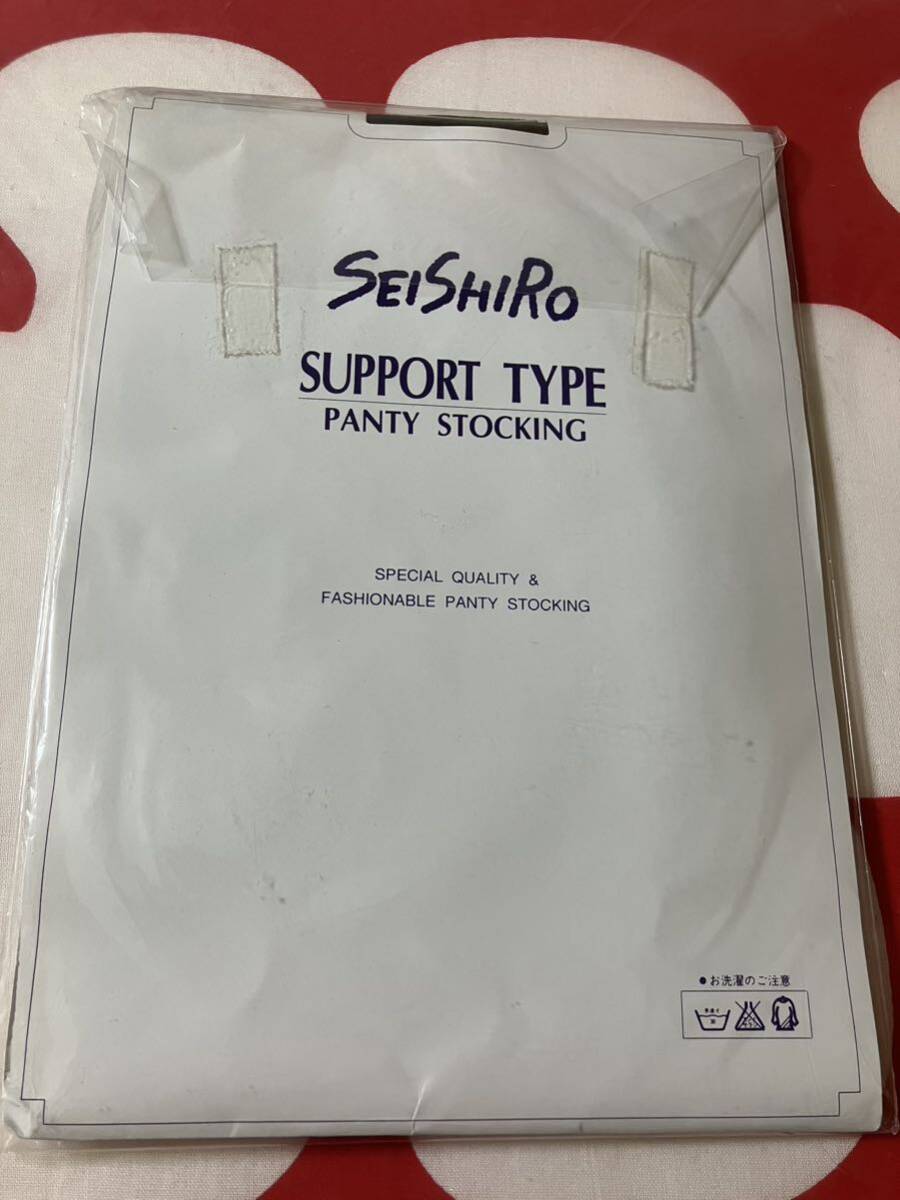 SEISHIRO
SUPPORT TYPE
PANTY STOCKING
SPECIAL QUALITY &
FASHIONABLE PANTY STOCKING
●お洗濯のご注意